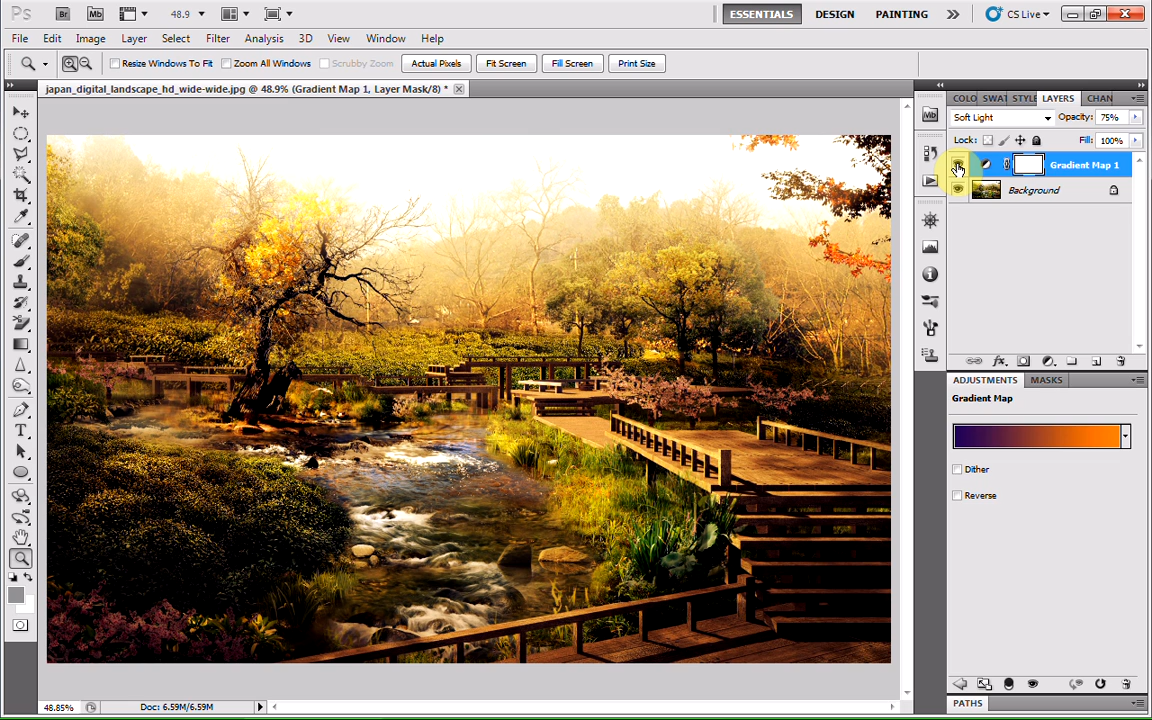 Ps Br Mb 48.9 ESSENTIALS DESIGN PAINTING CS Live
File Edit Image Layer Select Filter Analysis 3D View Window Help
Resize Windows To Fit Zoom All Windows Scrubby Zoom Actual Pixels Fit Screen Fill Screen Print Size
japan_digital_landscape_hd_wide-wide.jpg @ 48.9% (Gradient Map 1, Layer Mask/8) *
COLO SWAT STYLE LAYERS CHAN
Mb
Soft Light Opacity: 75%
Lock: Fill: 100%
Gradient Map 1
Background
fx
ADJUSTMENTS MASKS
Gradient Map
Dither
Reverse
T
48.85% Doc: 6.59M/6.59M
PATHS